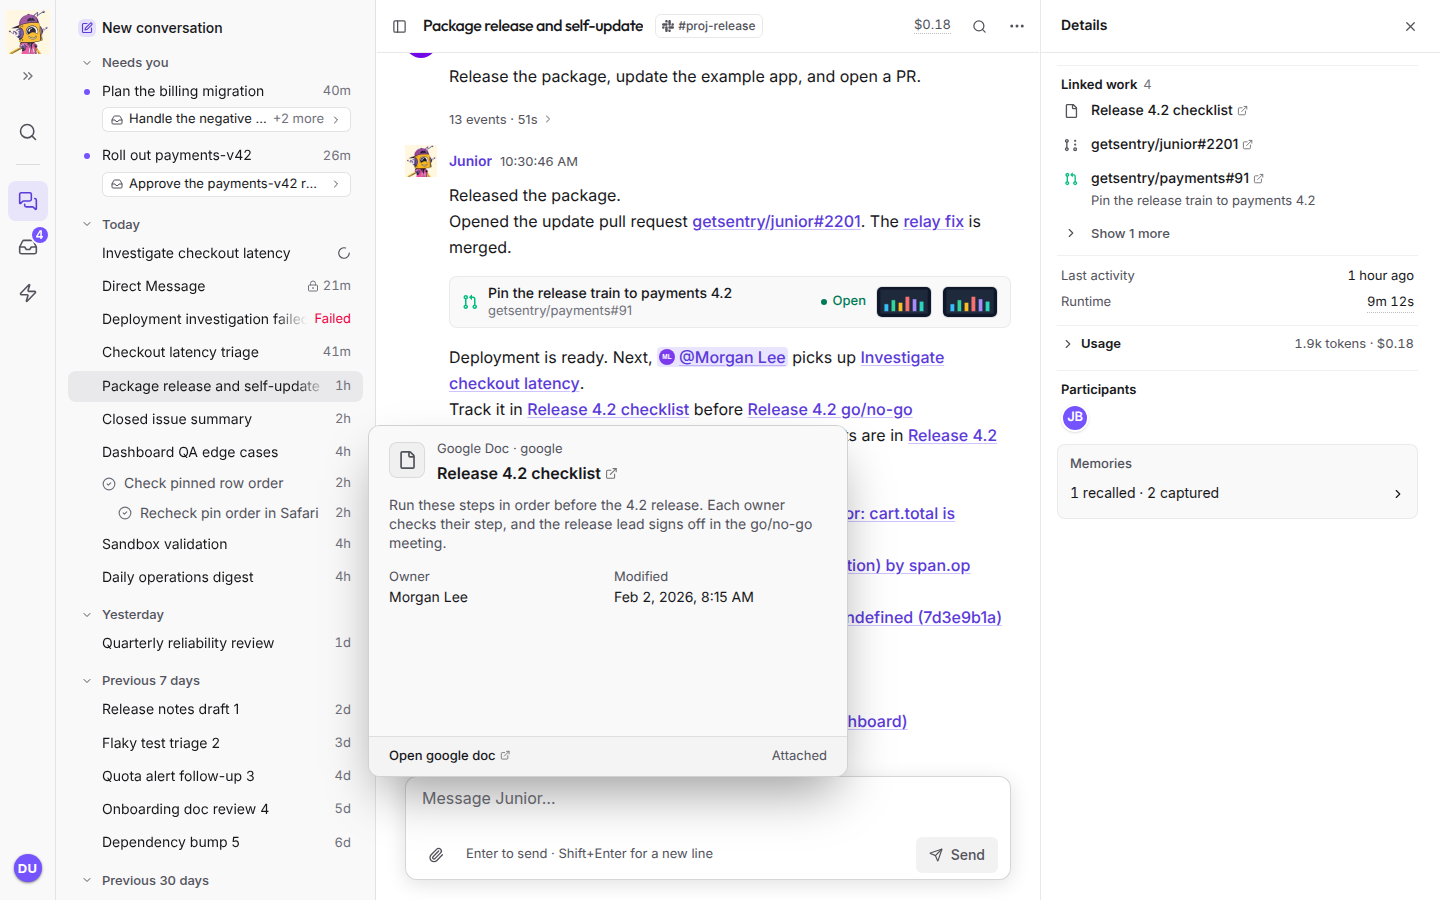 New conversation
Needs you
Plan the billing migration 40m
Handle the negative ... +2 more
Roll out payments-v42 26m
Approve the payments-v42 r...
Today
Investigate checkout latency
Direct Message 21m
Deployment investigation failed Failed
Checkout latency triage 41m
Package release and self-update 1h
Closed issue summary 2h
Dashboard QA edge cases 2h
Check pinned row order 2h
Recheck pin order in Safari 2h
Sandbox validation 4h
Daily operations digest 4h
Yesterday
Quarterly reliability review 1d
Previous 7 days
Release notes draft 1 2d
Flaky test triage 2 3d
Quota alert follow-up 3 4d
Onboarding doc review 4 5d
Dependency bump 5 6d
Previous 30 days
4
DU
Package release and self-update #proj-release $0.18
Release the package, update the example app, and open a PR.
13 events · 51s
Junior 10:30:46 AM
Released the package.
Opened the update pull request getsentry/junior#2201. The relay fix is
merged.
Pin the release train to payments 4.2
getsentry/payments#91
Open
Deployment is ready. Next, ML @Morgan Lee picks up Investigate
checkout latency.
Track it in Release 4.2 checklist before Release 4.2 go/no-go
s are in Release 4.2
or: cart.total is
tion) by span.op
ndefined (7d3e9b1a)
hboard)
Google Doc · google
Release 4.2 checklist
Run these steps in order before the 4.2 release. Each owner
checks their step, and the release lead signs off in the go/no-go
meeting.
Owner Modified
Morgan Lee Feb 2, 2026, 8:15 AM
Open google doc Attached
Message Junior...
Enter to send · Shift+Enter for a new line
Send
Details
Linked work 4
Release 4.2 checklist
getsentry/junior#2201
getsentry/payments#91
Pin the release train to payments 4.2
Show 1 more
Last activity 1 hour ago
Runtime 9m 12s
Usage 1.9k tokens · $0.18
Participants
JB
Memories
1 recalled · 2 captured